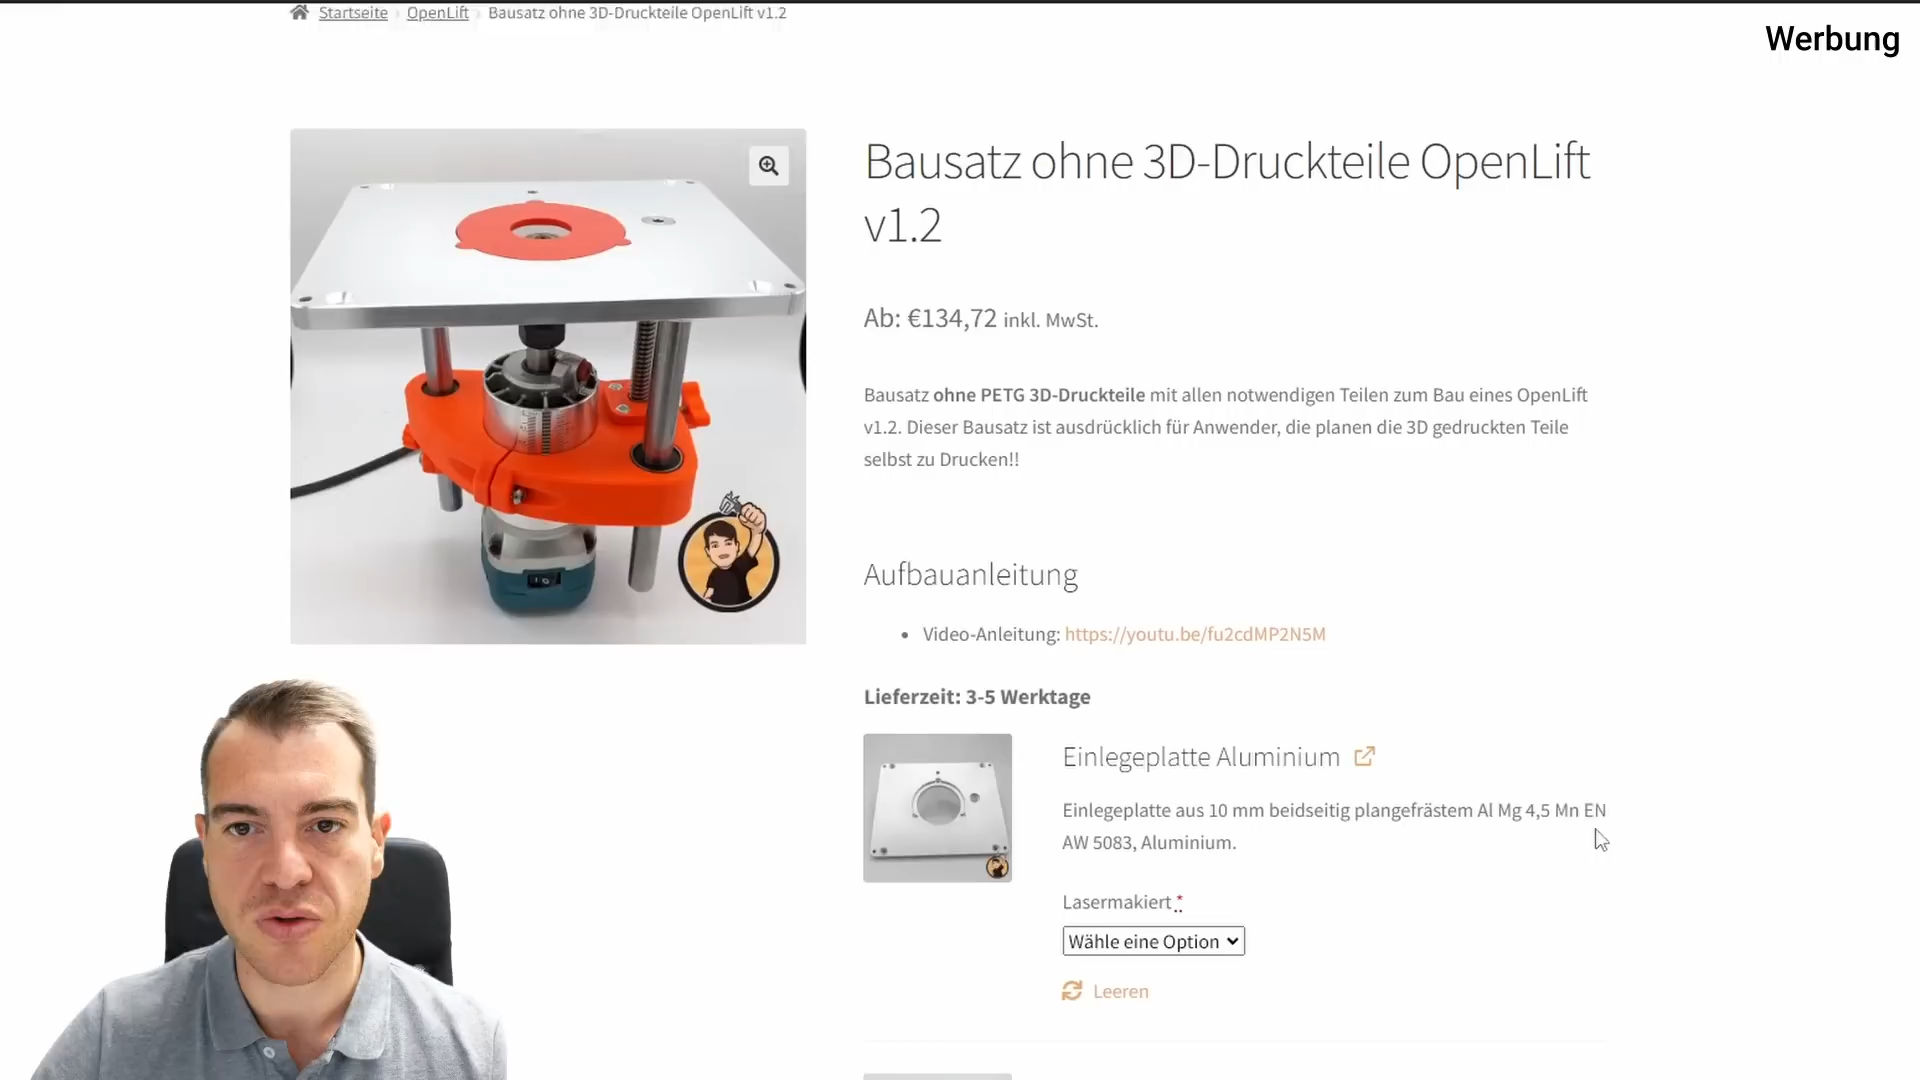 Startseite › OpenLift › Bausatz ohne 3D-Druckteile OpenLift v1.2
Werbung
Bausatz ohne 3D-Druckteile OpenLift
v1.2
Ab: €134,72 inkl. MwSt.
Bausatz ohne PETG 3D-Druckteile mit allen notwendigen Teilen zum Bau eines OpenLift
v1.2. Dieser Bausatz ist ausdrücklich für Anwender, die planen die 3D gedruckten Teile
selbst zu Drucken!!
Aufbauanleitung
• Video-Anleitung: https://youtu.be/fu2cdMP2N5M
Lieferzeit: 3-5 Werktage
Einlegeplatte Aluminium
Einlegeplatte aus 10 mm beidseitig plangefrästem Al Mg 4,5 Mn EN
AW 5083, Aluminium.
Lasermakiert *
Wähle eine Option
Leeren